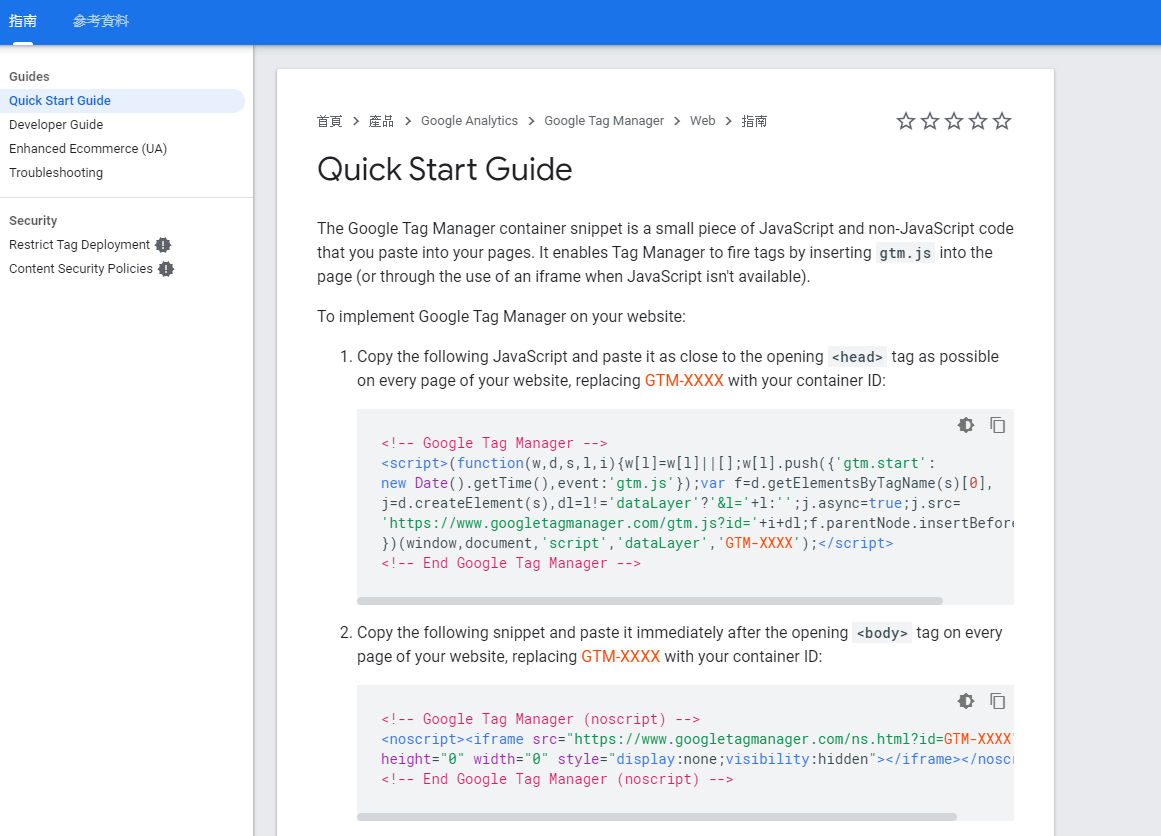 指南 參考資料
Guides
Quick Start Guide
Developer Guide
Enhanced Ecommerce (UA)
Troubleshooting
Security
Restrict Tag Deployment
Content Security Policies
首頁 > 產品 > Google Analytics > Google Tag Manager > Web > 指南
Quick Start Guide
The Google Tag Manager container snippet is a small piece of JavaScript and non-JavaScript code
that you paste into your pages. It enables Tag Manager to fire tags by inserting gtm.js into the
page (or through the use of an iframe when JavaScript isn't available).
To implement Google Tag Manager on your website:
1. Copy the following JavaScript and paste it as close to the opening <head> tag as possible
on every page of your website, replacing GTM-XXXX with your container ID:
<!-- Google Tag Manager -->
<script>(function(w,d,s,l,i){w[l]=w[l]||[];w[l].push({'gtm.start':
new Date().getTime(),event:'gtm.js'});var f=d.getElementsByTagName(s)[0],
j=d.createElement(s),dl=l!='dataLayer'?'&l='+l:'';j.async=true;j.src=
'https://www.googletagmanager.com/gtm.js?id='+i+dl;f.parentNode.insertBefore
})(window,document,'script','dataLayer','GTM-XXXX');</script>
<!-- End Google Tag Manager -->
2. Copy the following snippet and paste it immediately after the opening <body> tag on every
page of your website, replacing GTM-XXXX with your container ID:
<!-- Google Tag Manager (noscript) -->
<noscript><iframe src="https://www.googletagmanager.com/ns.html?id=GTM-XXXX"
height="0" width="0" style="display:none;visibility:hidden"></iframe></noscr
<!-- End Google Tag Manager (noscript) -->